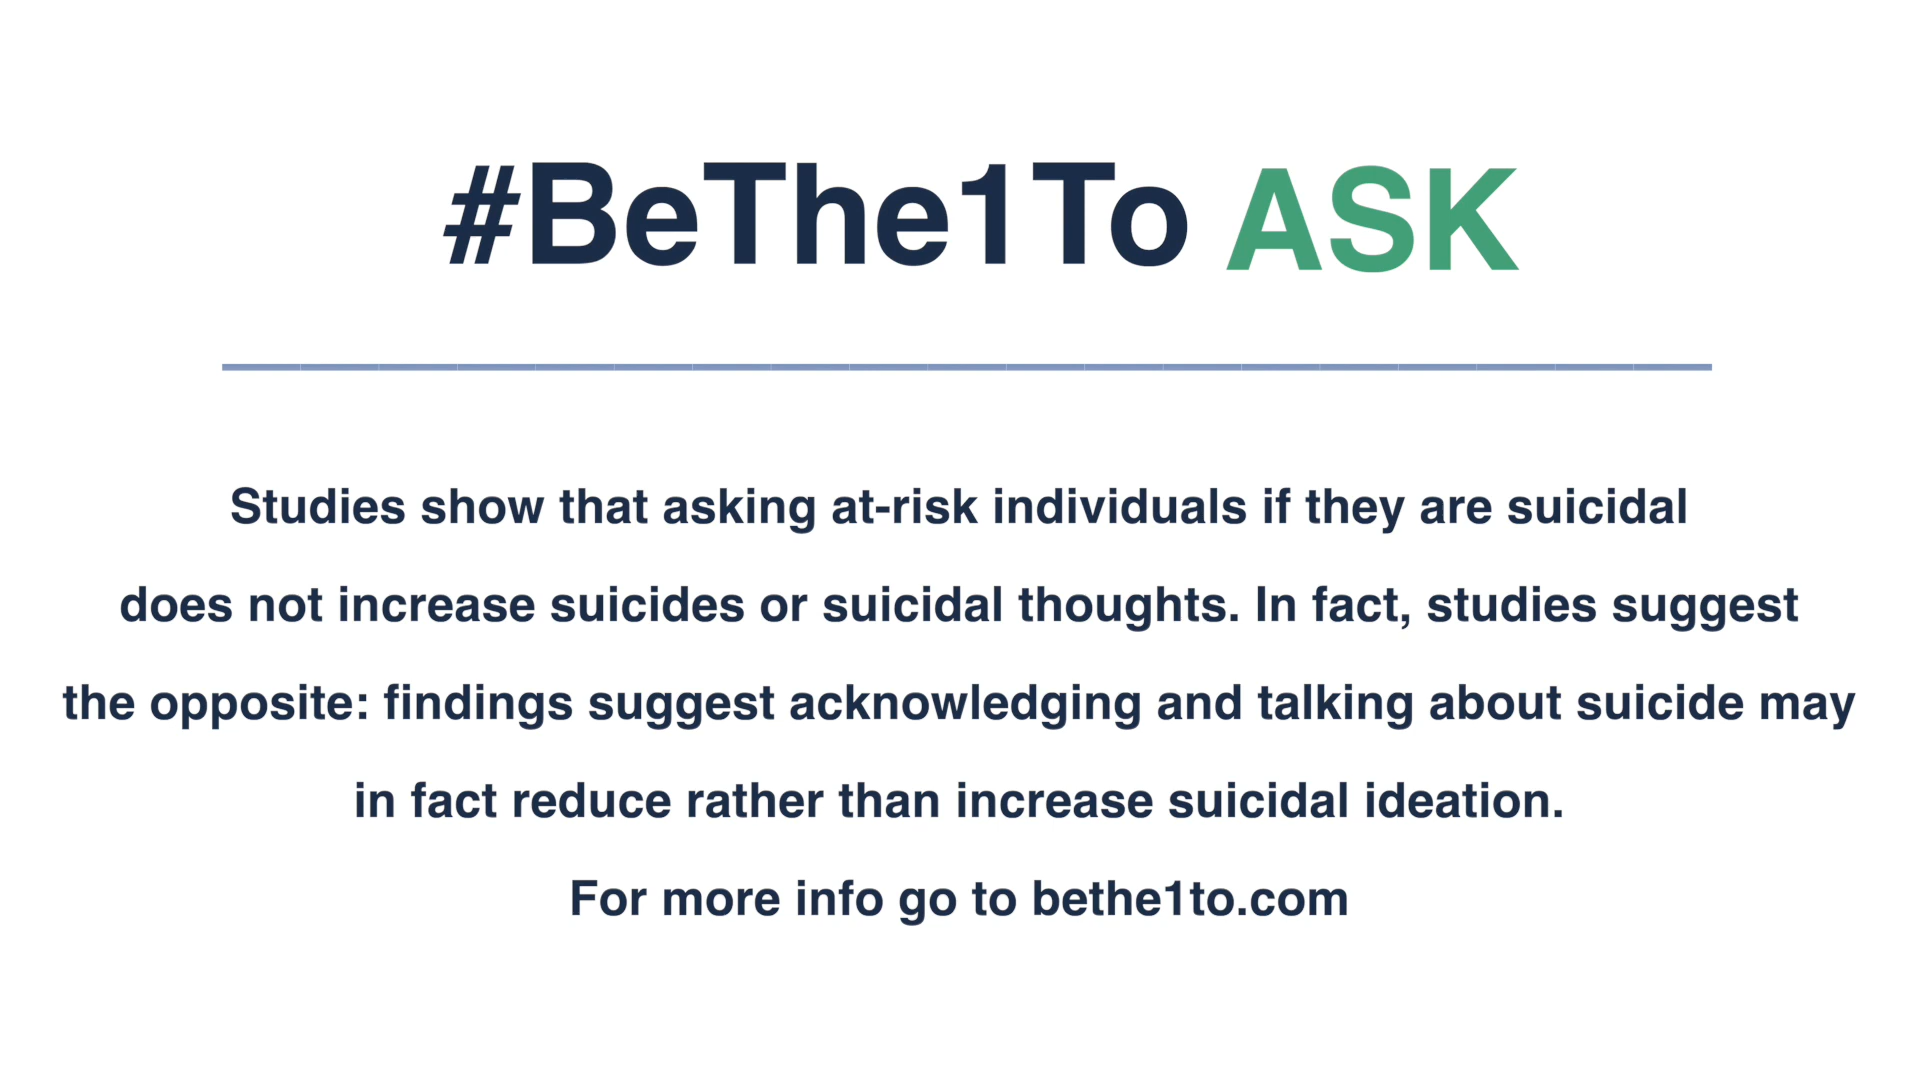 #BeThe1To ASK
Studies show that asking at-risk individuals if they are suicidal
does not increase suicides or suicidal thoughts. In fact, studies suggest
the opposite: findings suggest acknowledging and talking about suicide may
in fact reduce rather than increase suicidal ideation.
For more info go to bethe1to.com